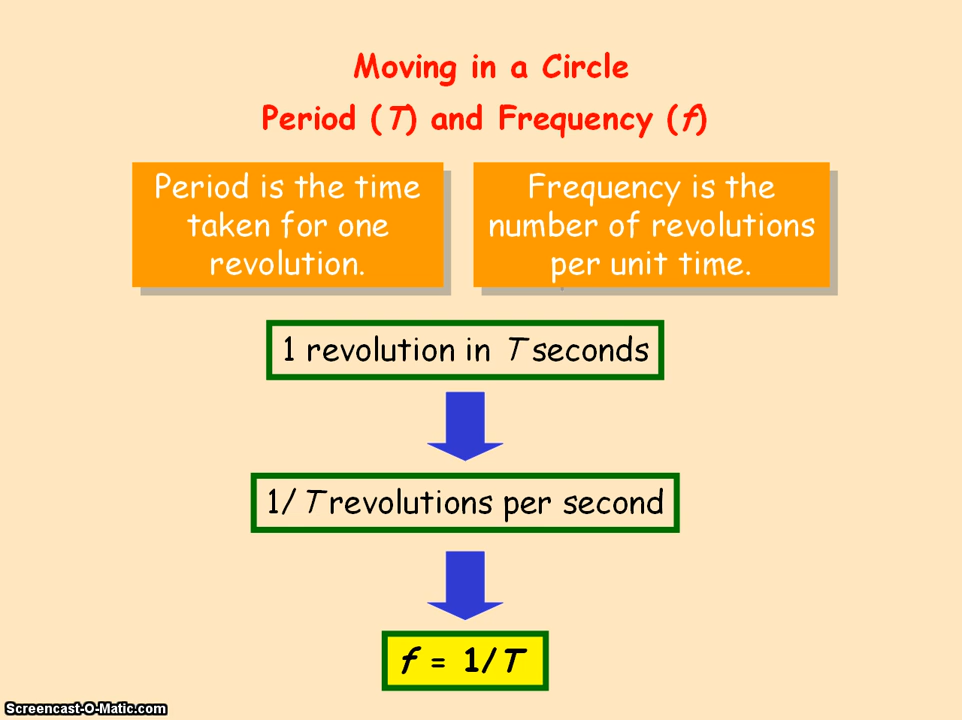 Moving in a Circle
Period (T) and Frequency (f)
Period is the time
taken for one
revolution.
Frequency is the
number of revolutions
per unit time.
1 revolution in T seconds
1/T revolutions per second
f = 1/T
Screencast-O-Matic.com